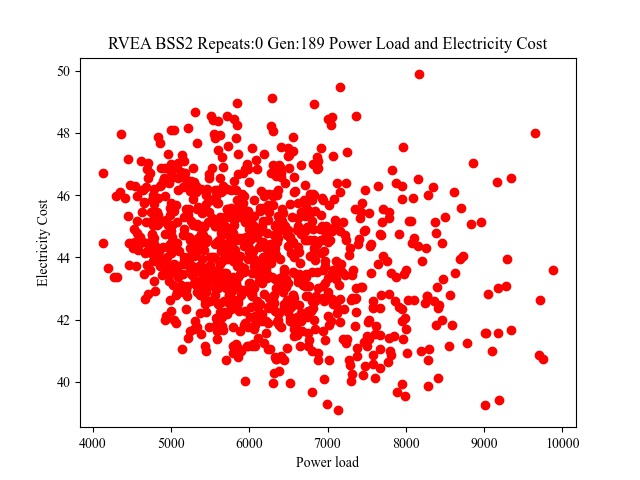 RVEA BSS2 Repeats:0 Gen:189 Power Load and Electricity Cost
50
48
46
44
42
40
Electricity Cost
4000 5000 6000 7000 8000 9000 10000
Power load